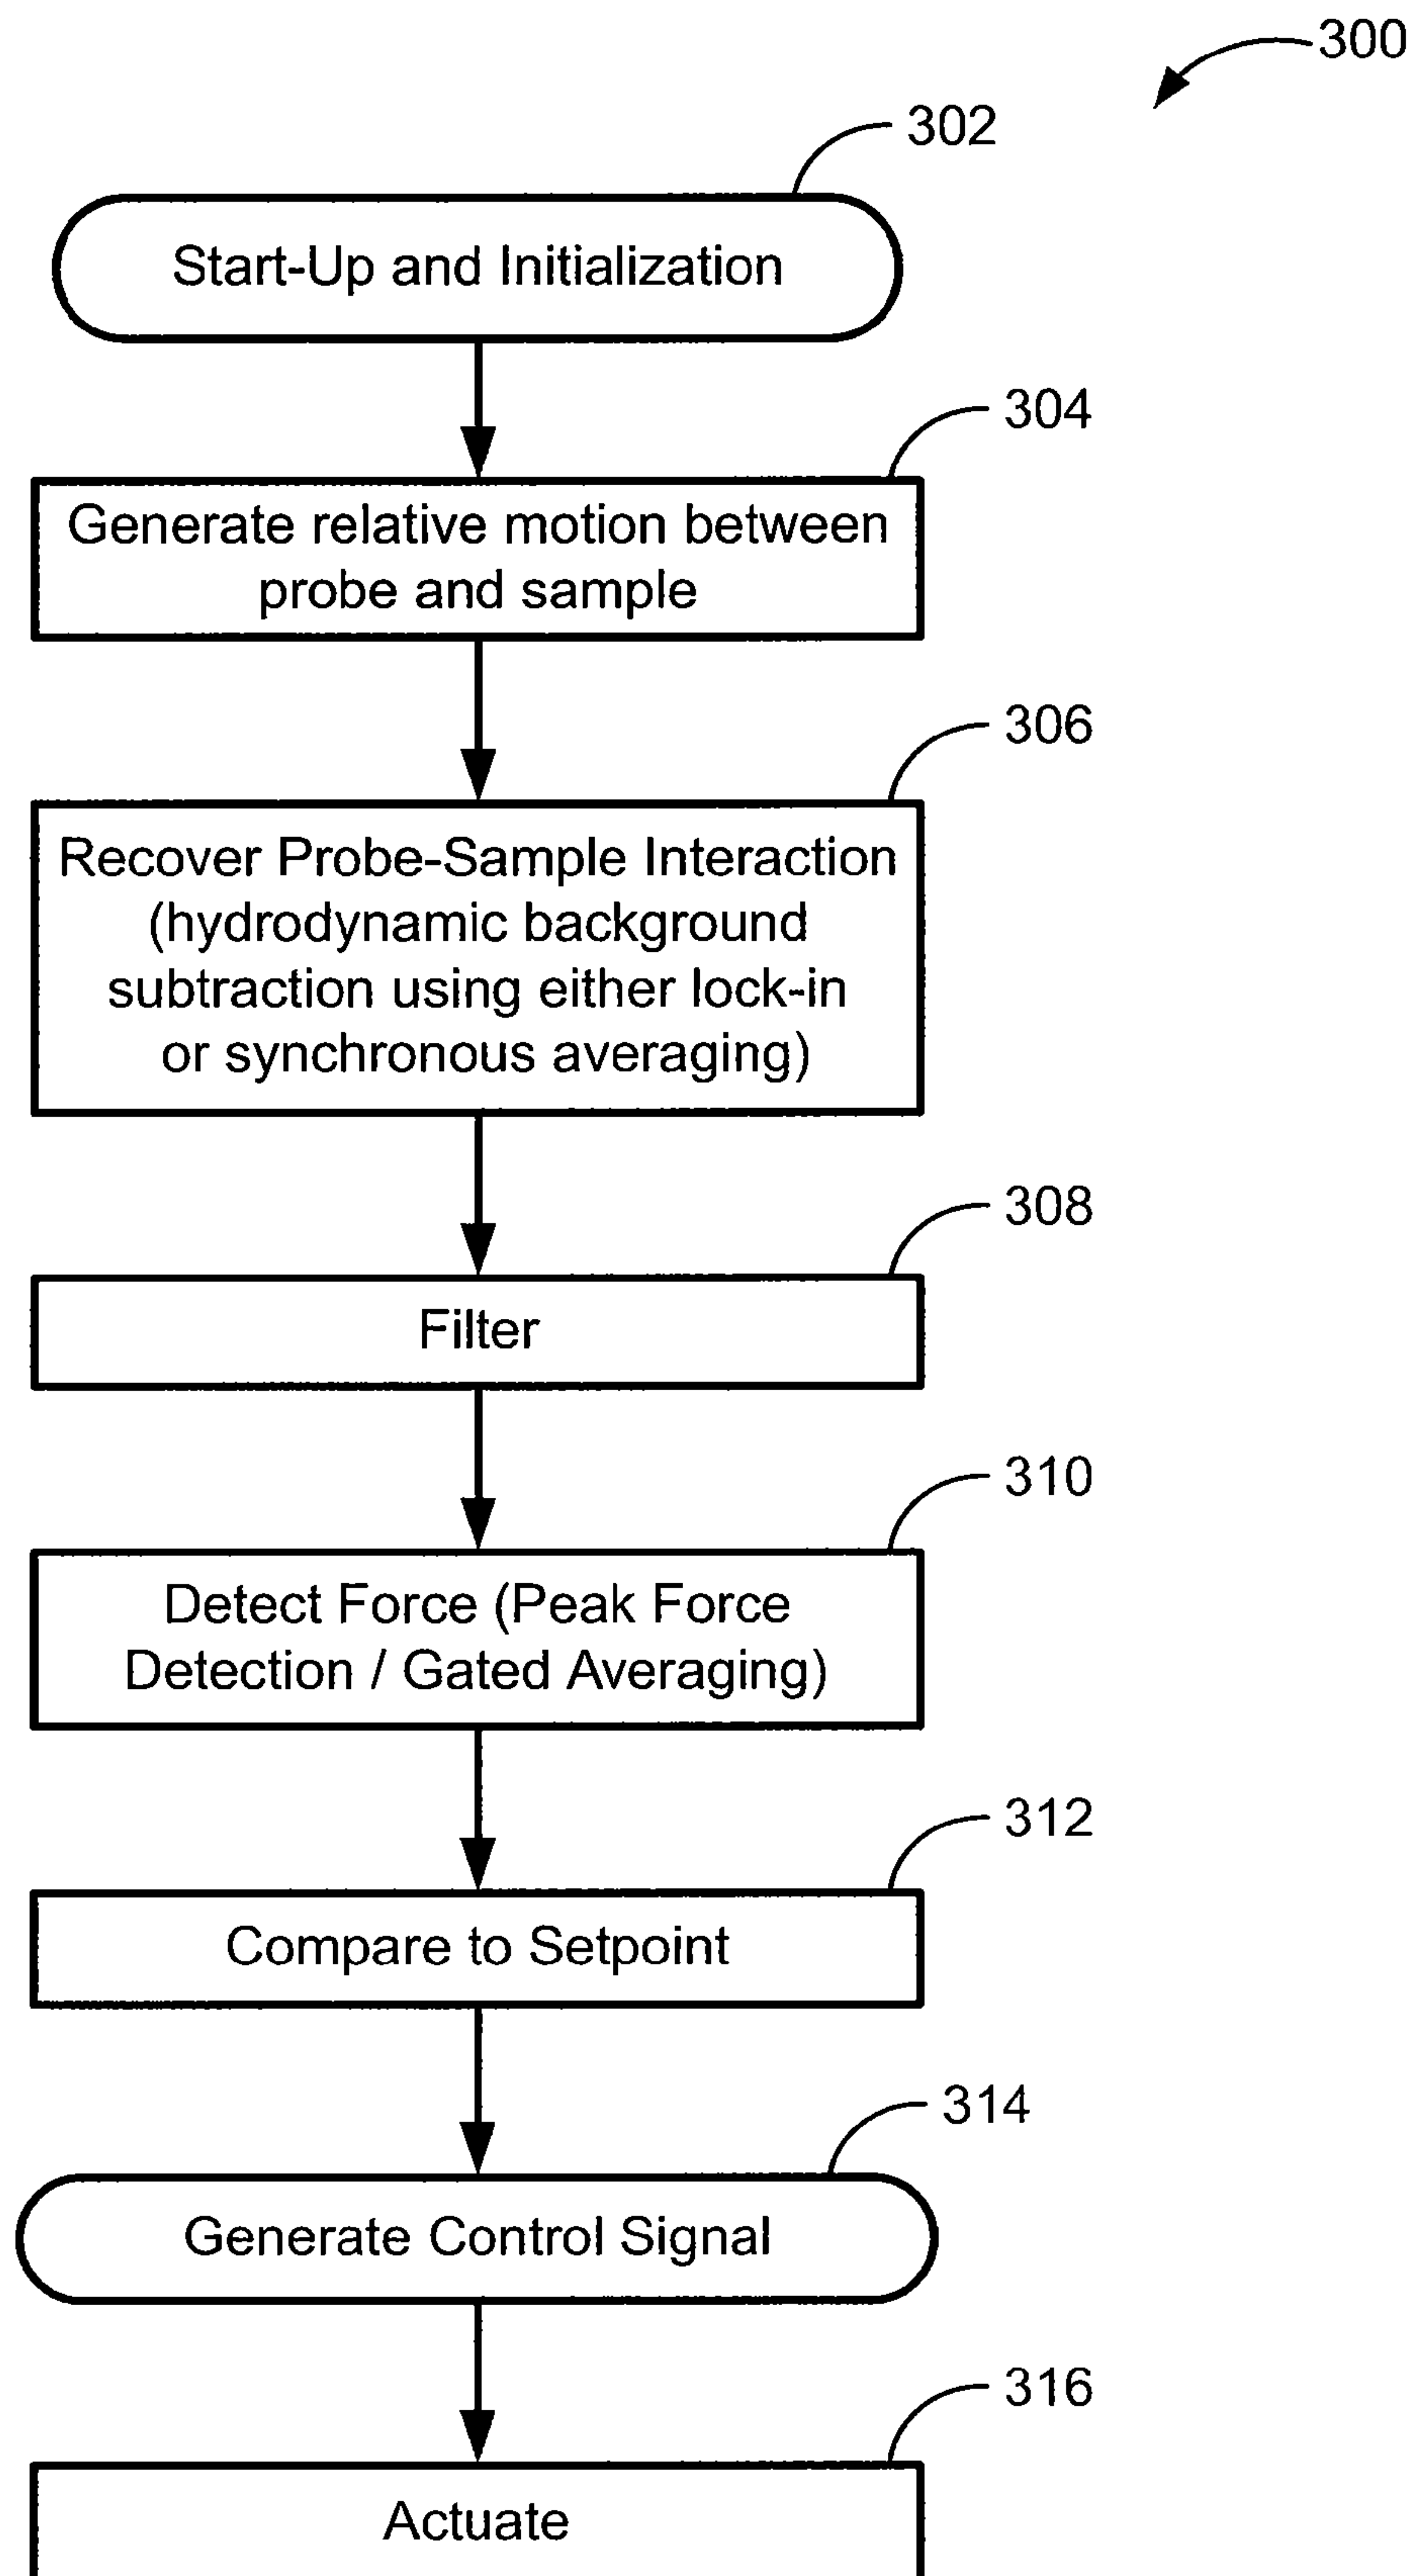 300
302
Start-Up and Initialization
304
Generate relative motion between
probe and sample
306
Recover Probe-Sample Interaction
(hydrodynamic background
subtraction using either lock-in
or synchronous averaging)
308
Filter
310
Detect Force (Peak Force
Detection / Gated Averaging)
312
Compare to Setpoint
314
Generate Control Signal
316
Actuate